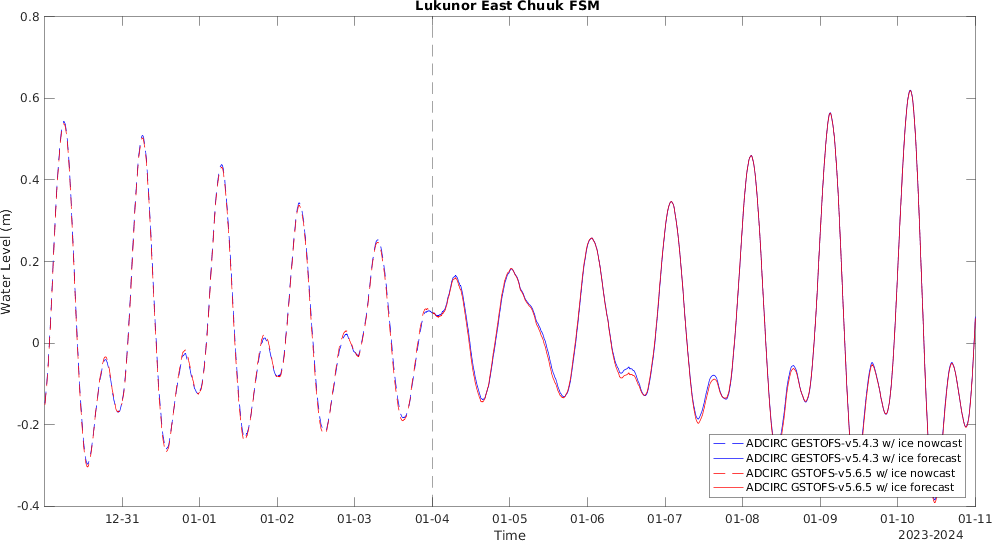 Lukunor East Chuuk FSM
0.8
0.6
0.4
0.2
0
-0.2
-0.4
Water Level (m)
ADCIRC GESTOFS-v5.4.3 w/ ice nowcast
ADCIRC GESTOFS-v5.4.3 w/ ice forecast
ADCIRC GSTOFS-v5.6.5 w/ ice nowcast
ADCIRC GSTOFS-v5.6.5 w/ ice forecast
12-31 01-01 01-02 01-03 01-04 01-05 01-06 01-07 01-08 01-09 01-10 01-11
Time
2023-2024